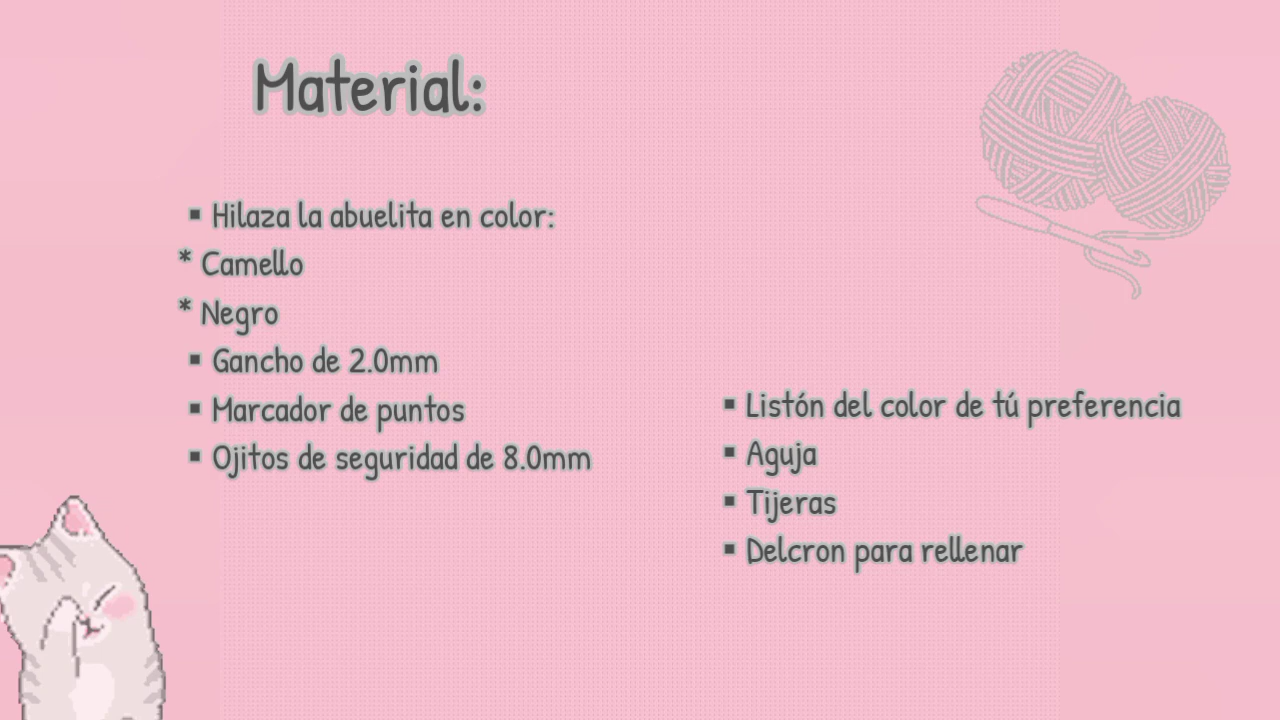 Material:
▪ Hilaza la abuelita en color:
* Camello
* Negro
▪ Gancho de 2.0mm
▪ Marcador de puntos
▪ Ojitos de seguridad de 8.0mm
▪ Listón del color de tú preferencia
▪ Aguja
▪ Tijeras
▪ Delcron para rellenar